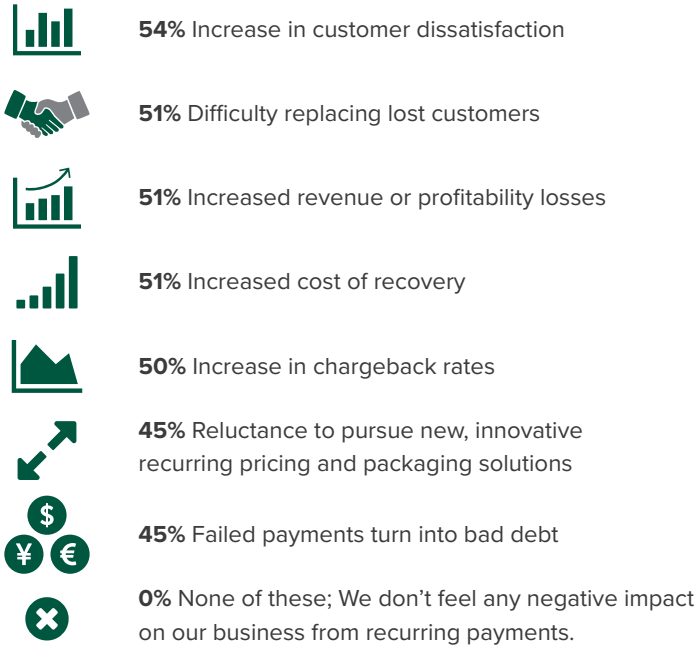 54% Increase in customer dissatisfaction
51% Difficulty replacing lost customers
51% Increased revenue or profitability losses
51% Increased cost of recovery
50% Increase in chargeback rates
45% Reluctance to pursue new, innovative
recurring pricing and packaging solutions
$
¥ €
45% Failed payments turn into bad debt
0% None of these; We don’t feel any negative impact
on our business from recurring payments.